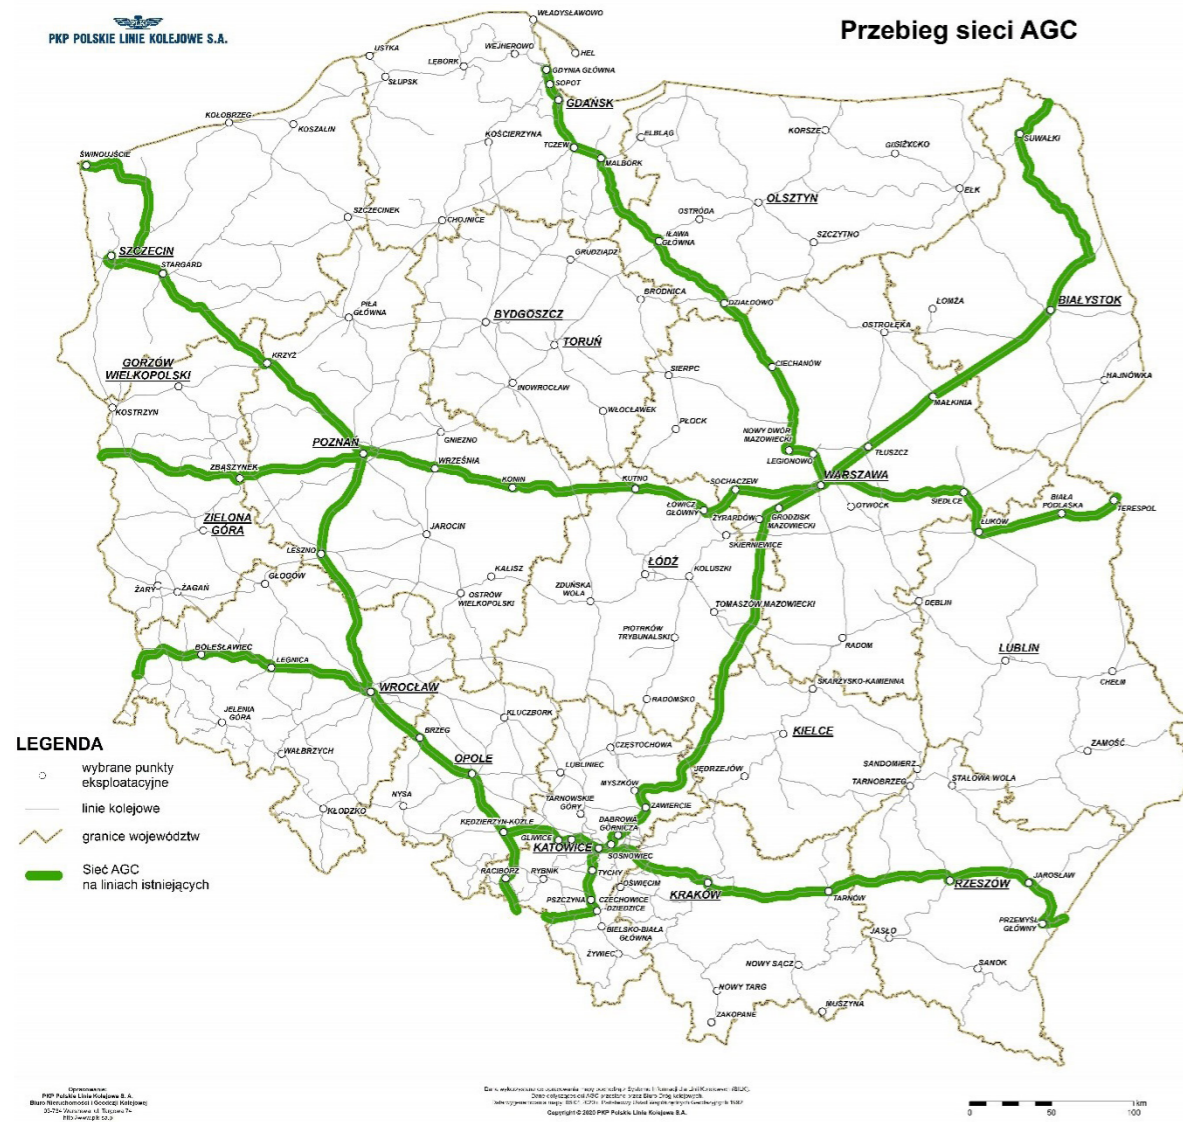 PKP POLSKIE LINIE KOLEJOWE S.A.
Przebieg sieci AGC
WŁADYSŁAWOWO
USTKA
WEJHEROWO
HEL
LĘBORK
GDYNIA GŁÓWNA
SŁUPSK
SOPOT
GDAŃSK
KOŁOBRZEG
KOSZALIN
KOŚCIERZYNA
ELBLĄG
KORSZE
SUWAŁKI
TCZEW
GIŻYCKO
ŚWINOUJŚCIE
MALBORK
EŁK
OLSZTYN
SZCZECINEK
CHOJNICE
OSTRÓDA
IŁAWA
GŁÓWNA
SZCZYTNO
SZCZECIN
STARGARD
GRUDZIĄDZ
BRODNICA
DZIAŁDOWO
ŁOMŻA
BIAŁYSTOK
PIŁA
GŁÓWNA
BYDGOSZCZ
OSTROŁĘKA
TORUŃ
KRZYŻ
GORZÓW
WIELKOPOLSKI
CIECHANÓW
SIERPC
INOWROCŁAW
HAJNÓWKA
KOSTRZYN
WŁOCŁAWEK
MAŁKINIA
PŁOCK
NOWY DWÓR
MAZOWIECKI
POZNAŃ
GNIEZNO
LEGIONOWO
TŁUSZCZ
ZBĄSZYNEK
WRZEŚNIA
KONIN
KUTNO
SOCHACZEW
WARSZAWA
SIEDLCE
BIAŁA
PODLASKA
TERESPOL
ŁOWICZ
GŁÓWNY
ŻYRARDÓW
GRODZISK
MAZOWIECKI
OTWOCK
ŁUKÓW
ZIELONA
GÓRA
JAROCIN
SKIERNIEWICE
LESZNO
ŁÓDŹ
KOLUSZKI
KALISZ
GŁOGÓW
ŻARY
ŻAGAŃ
ZDUŃSKA
WOLA
OSTRÓW
WIELKOPOLSKI
TOMASZÓW MAZOWIECKI
DĘBLIN
PIOTRKÓW
TRYBUNALSKI
RADOM
LUBLIN
BOLESŁAWIEC
LEGNICA
CHEŁM
WROCŁAW
SKARŻYSKO-KAMIENNA
RADOMSKO
JELENIA
GÓRA
KLUCZBORK
BRZEG
KIELCE
LEGENDA
WAŁBRZYCH
CZĘSTOCHOWA
ZAMOŚĆ
OPOLE
LUBLINIEC
JĘDRZEJÓW
SANDOMIERZ
TARNOBRZEG
STALOWA WOLA
wybrane punkty
eksploatacyjne
MYSZKÓW
NYSA
KŁODZKO
TARNOWSKIE
GÓRY
ZAWIERCIE
linie kolejowe
KĘDZIERZYN-KOŹLE
DĄBROWA
GÓRNICZA
granice województw
GLIWICE
KATOWICE
SOSNOWIEC
RACIBÓRZ
RYBNIK
TYCHY
Sieć AGC
na liniach istniejących
OŚWIĘCIM
KRAKÓW
TARNÓW
RZESZÓW
JAROSŁAW
PSZCZYNA
CZECHOWICE
DZIEDZICE
PRZEMYŚL
GŁÓWNY
BIELSKO-BIAŁA
GŁÓWNA
JASŁO
ŻYWIEC
NOWY SĄCZ
SANOK
NOWY TARG
MUSZYNA
ZAKOPANE
Opracowanie:
PKP Polskie Linie Kolejowe S.A.
Biuro Nieruchomości i Geodezji Kolejowej
Copyright © 2020 PKP Polskie Linie Kolejowe S.A.
km
0 50 100